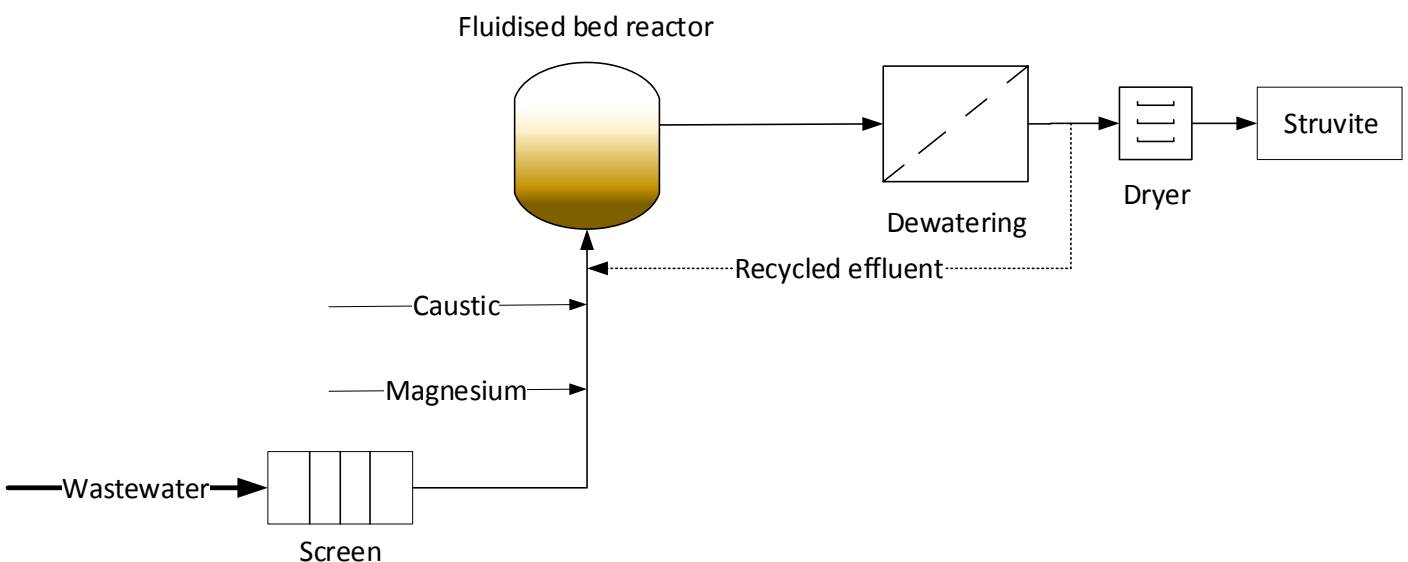 Fluidised bed reactor
Struvite
Dryer
Dewatering
Recycled effluent
Caustic
Magnesium
Wastewater
Screen